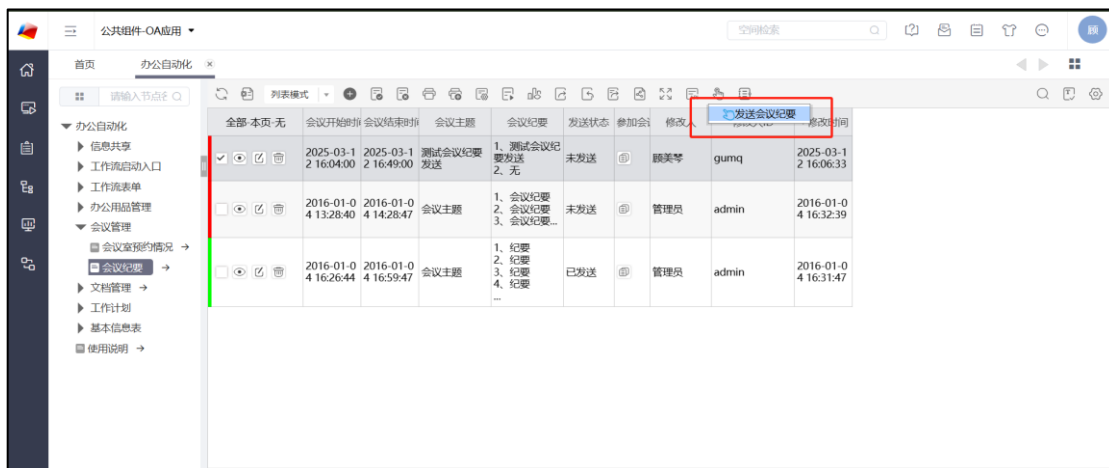 公共组件-OA应用
空间检索
顾
首页
办公自动化
请输入节点名
列表模式
发送会议纪要
办公自动化
信息共享
工作流启动入口
工作流表单
办公用品管理
会议管理
会议室预约情况
会议纪要
文档管理
工作计划
基本信息表
使用说明
全部-本页-无 会议开始时间 会议结束时间 会议主题 会议纪要 发送状态 参加会议 修改人 修改时间
2025-03-1 2025-03-1 测试会议纪要 1、测试会议纪 未发送 顾美琴 gumq 2025-03-1
2 16:04:00 2 16:49:00 发送 要发送 2 16:06:33
2、无
2016-01-0 2016-01-0 会议主题 1、会议纪要 未发送 管理员 admin 2016-01-0
4 13:28:40 4 14:28:47 2、会议纪要 4 16:32:39
3、会议纪要...
2016-01-0 2016-01-0 会议主题 1、纪要 已发送 管理员 admin 2016-01-0
4 16:26:44 4 16:59:47 2、纪要 4 16:31:47
3、纪要
4、纪要
...